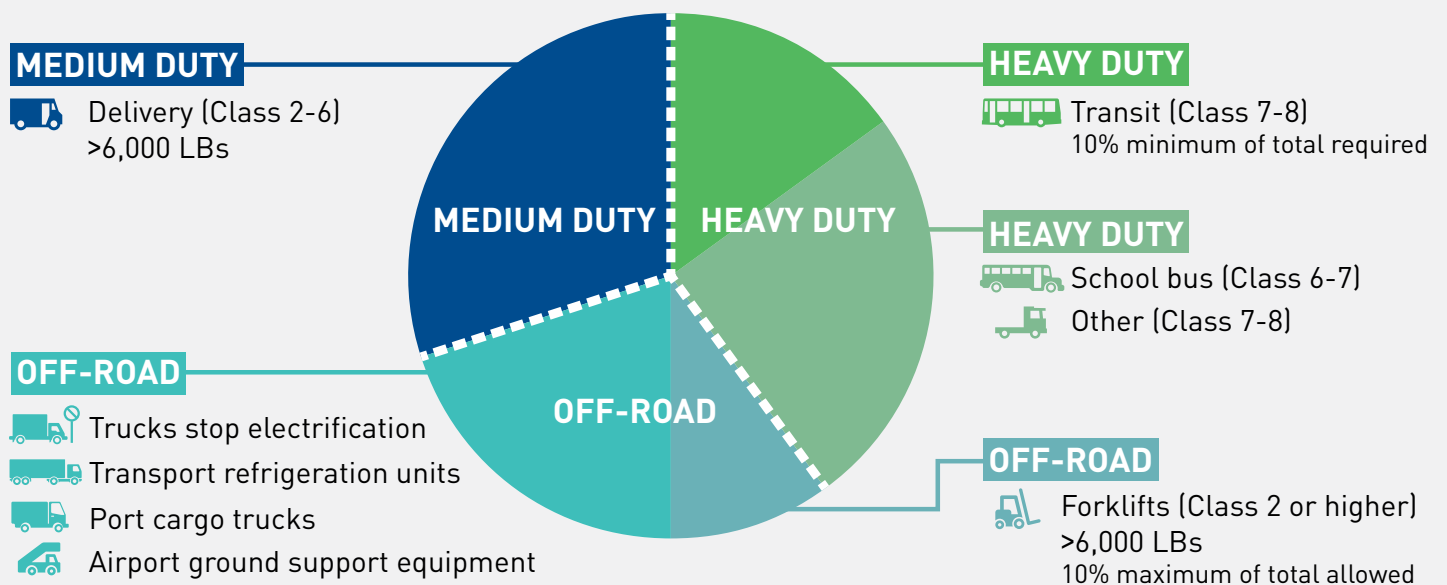 MEDIUM DUTY
Delivery (Class 2-6)
>6,000 LBs
OFF-ROAD
Trucks stop electrification
Transport refrigeration units
Port cargo trucks
Airport ground support equipment
MEDIUM DUTY
HEAVY DUTY
OFF-ROAD
HEAVY DUTY
Transit (Class 7-8)
10% minimum of total required
HEAVY DUTY
School bus (Class 6-7)
Other (Class 7-8)
OFF-ROAD
Forklifts (Class 2 or higher)
>6,000 LBs
10% maximum of total allowed